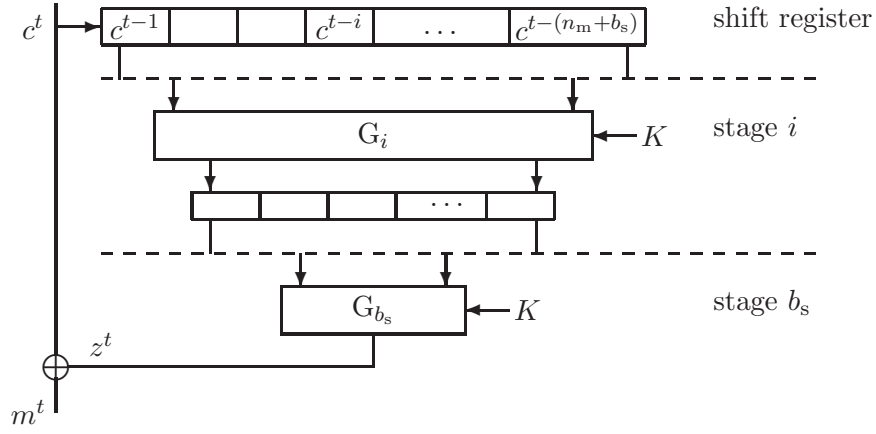 c^t c^{t−1} c^{t−i} ... c^{t−(n_m+b_s)} shift register
G_i K stage i
...
G_{b_s} K stage b_s
z^t
m^t